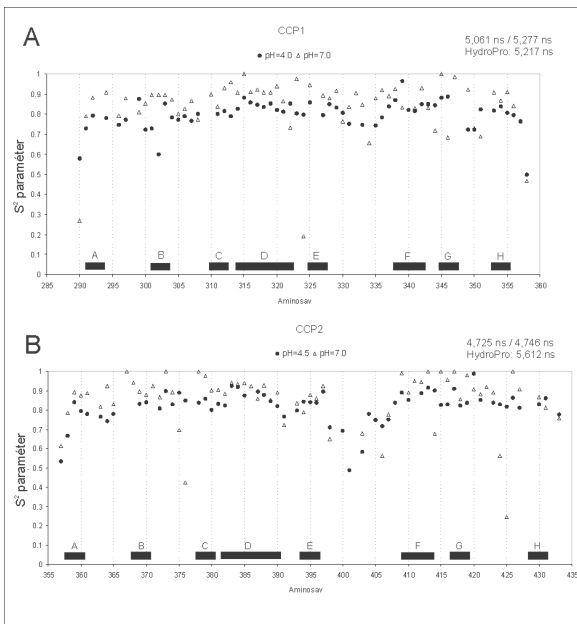 A
CCP1
5,061 ns / 5,277 ns
HydroPro: 5,217 ns
pH=4.0 pH=7.0
S² paraméter
1
0.9
0.8
0.7
0.6
0.5
0.4
0.3
0.2
0.1
0
A B C D E F G H
285 290 295 300 305 310 315 320 325 330 335 340 345 350 355 360
Aminosav
B
CCP2
4,725 ns / 4,746 ns
HydroPro: 5,612 ns
pH=4.5 pH=7.0
S² paraméter
1
0.9
0.8
0.7
0.6
0.5
0.4
0.3
0.2
0.1
0
A B C D E F G H
355 360 365 370 375 380 385 390 395 400 405 410 415 420 425 430 435
Aminosav